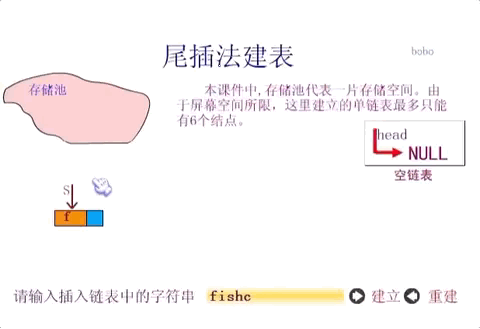 尾插法建表
bobo
存储池
本课件中,存储池代表一片存储空间。由
于屏幕空间所限，这里建立的单链表最多只能
有6个结点。
head
NULL
空链表
S
f
请输入插入链表中的字符串 fishc 建立 重建